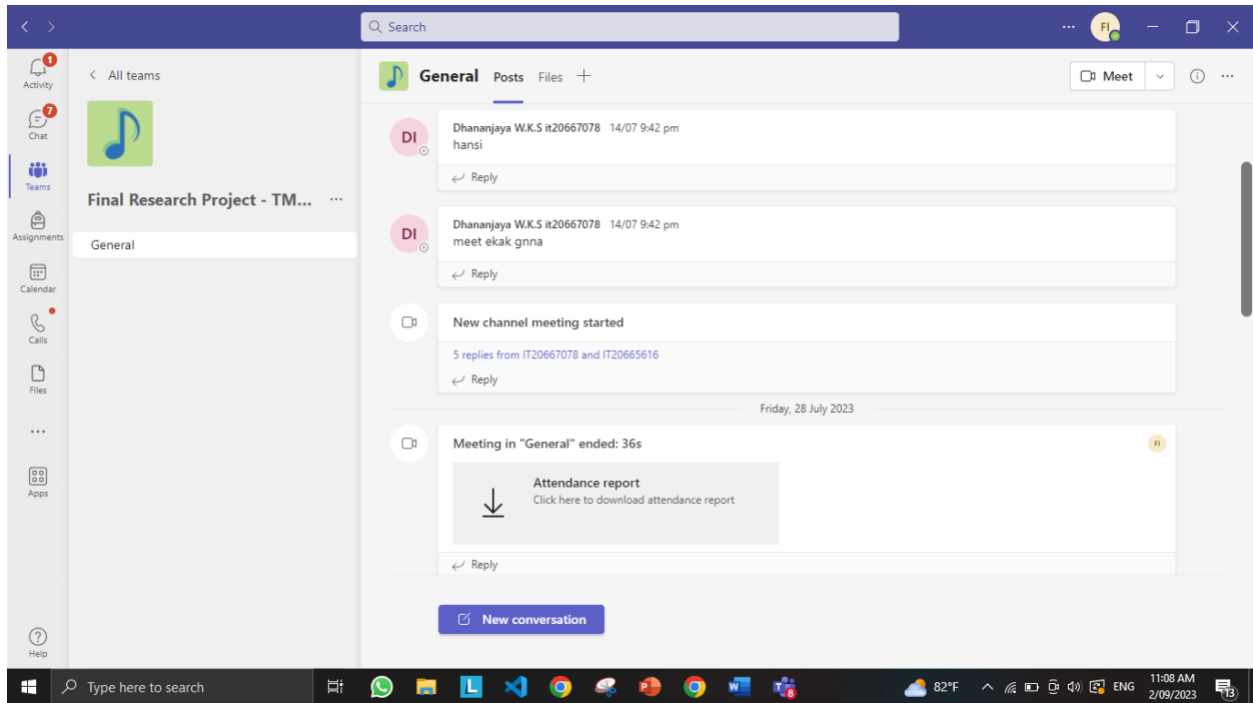 Search
FI
1
Activity
7
Chat
Teams
Assignments
Calendar
Calls
Files
Apps
Help
All teams
Final Research Project - TM...
General
General Posts Files
Meet
DI
Dhananjaya W.K.S it20667078 14/07 9:42 pm
hansi
Reply
DI
Dhananjaya W.K.S it20667078 14/07 9:42 pm
meet ekak gnna
Reply
New channel meeting started
5 replies from IT20667078 and IT20665616
Reply
Friday, 28 July 2023
Meeting in "General" ended: 36s
FI
Attendance report
Click here to download attendance report
Reply
New conversation
Type here to search
L
P
W
T
8
82°F
ENG
11:08 AM
2/09/2023
13